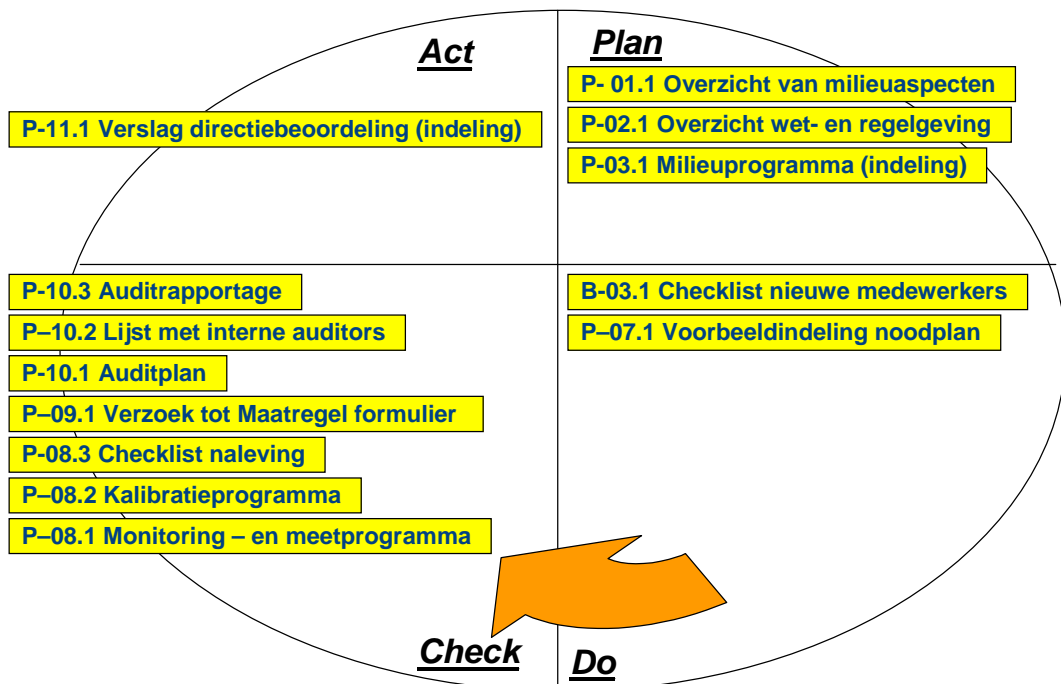 Act
Plan
P- 01.1 Overzicht van milieuaspecten
P-11.1 Verslag directiebeoordeling (indeling)
P-02.1 Overzicht wet- en regelgeving
P-03.1 Milieuprogramma (indeling)
P-10.3 Auditrapportage
P–10.2 Lijst met interne auditors
P-10.1 Auditplan
P–09.1 Verzoek tot Maatregel formulier
P-08.3 Checklist naleving
P–08.2 Kalibratieprogramma
P–08.1 Monitoring – en meetprogramma
B-03.1 Checklist nieuwe medewerkers
P–07.1 Voorbeeldindeling noodplan
Check
Do